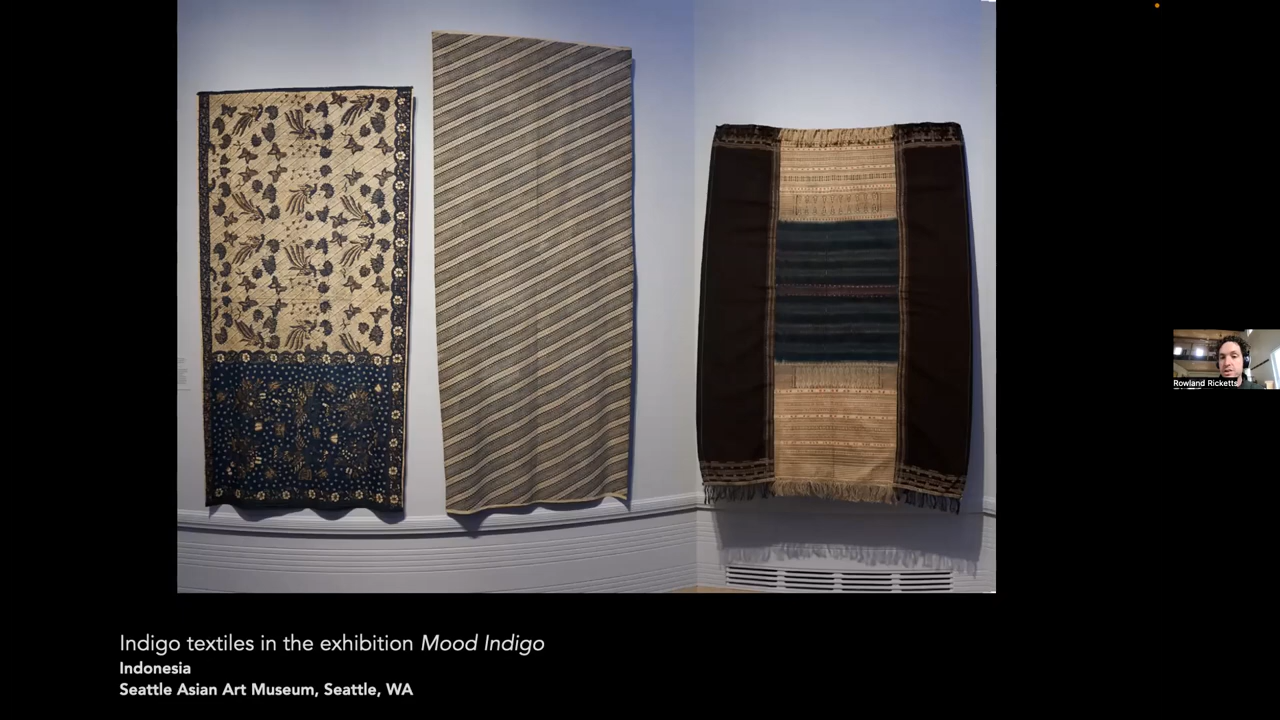 Rowland Ricketts
Indigo textiles in the exhibition Mood Indigo
Indonesia
Seattle Asian Art Museum, Seattle, WA